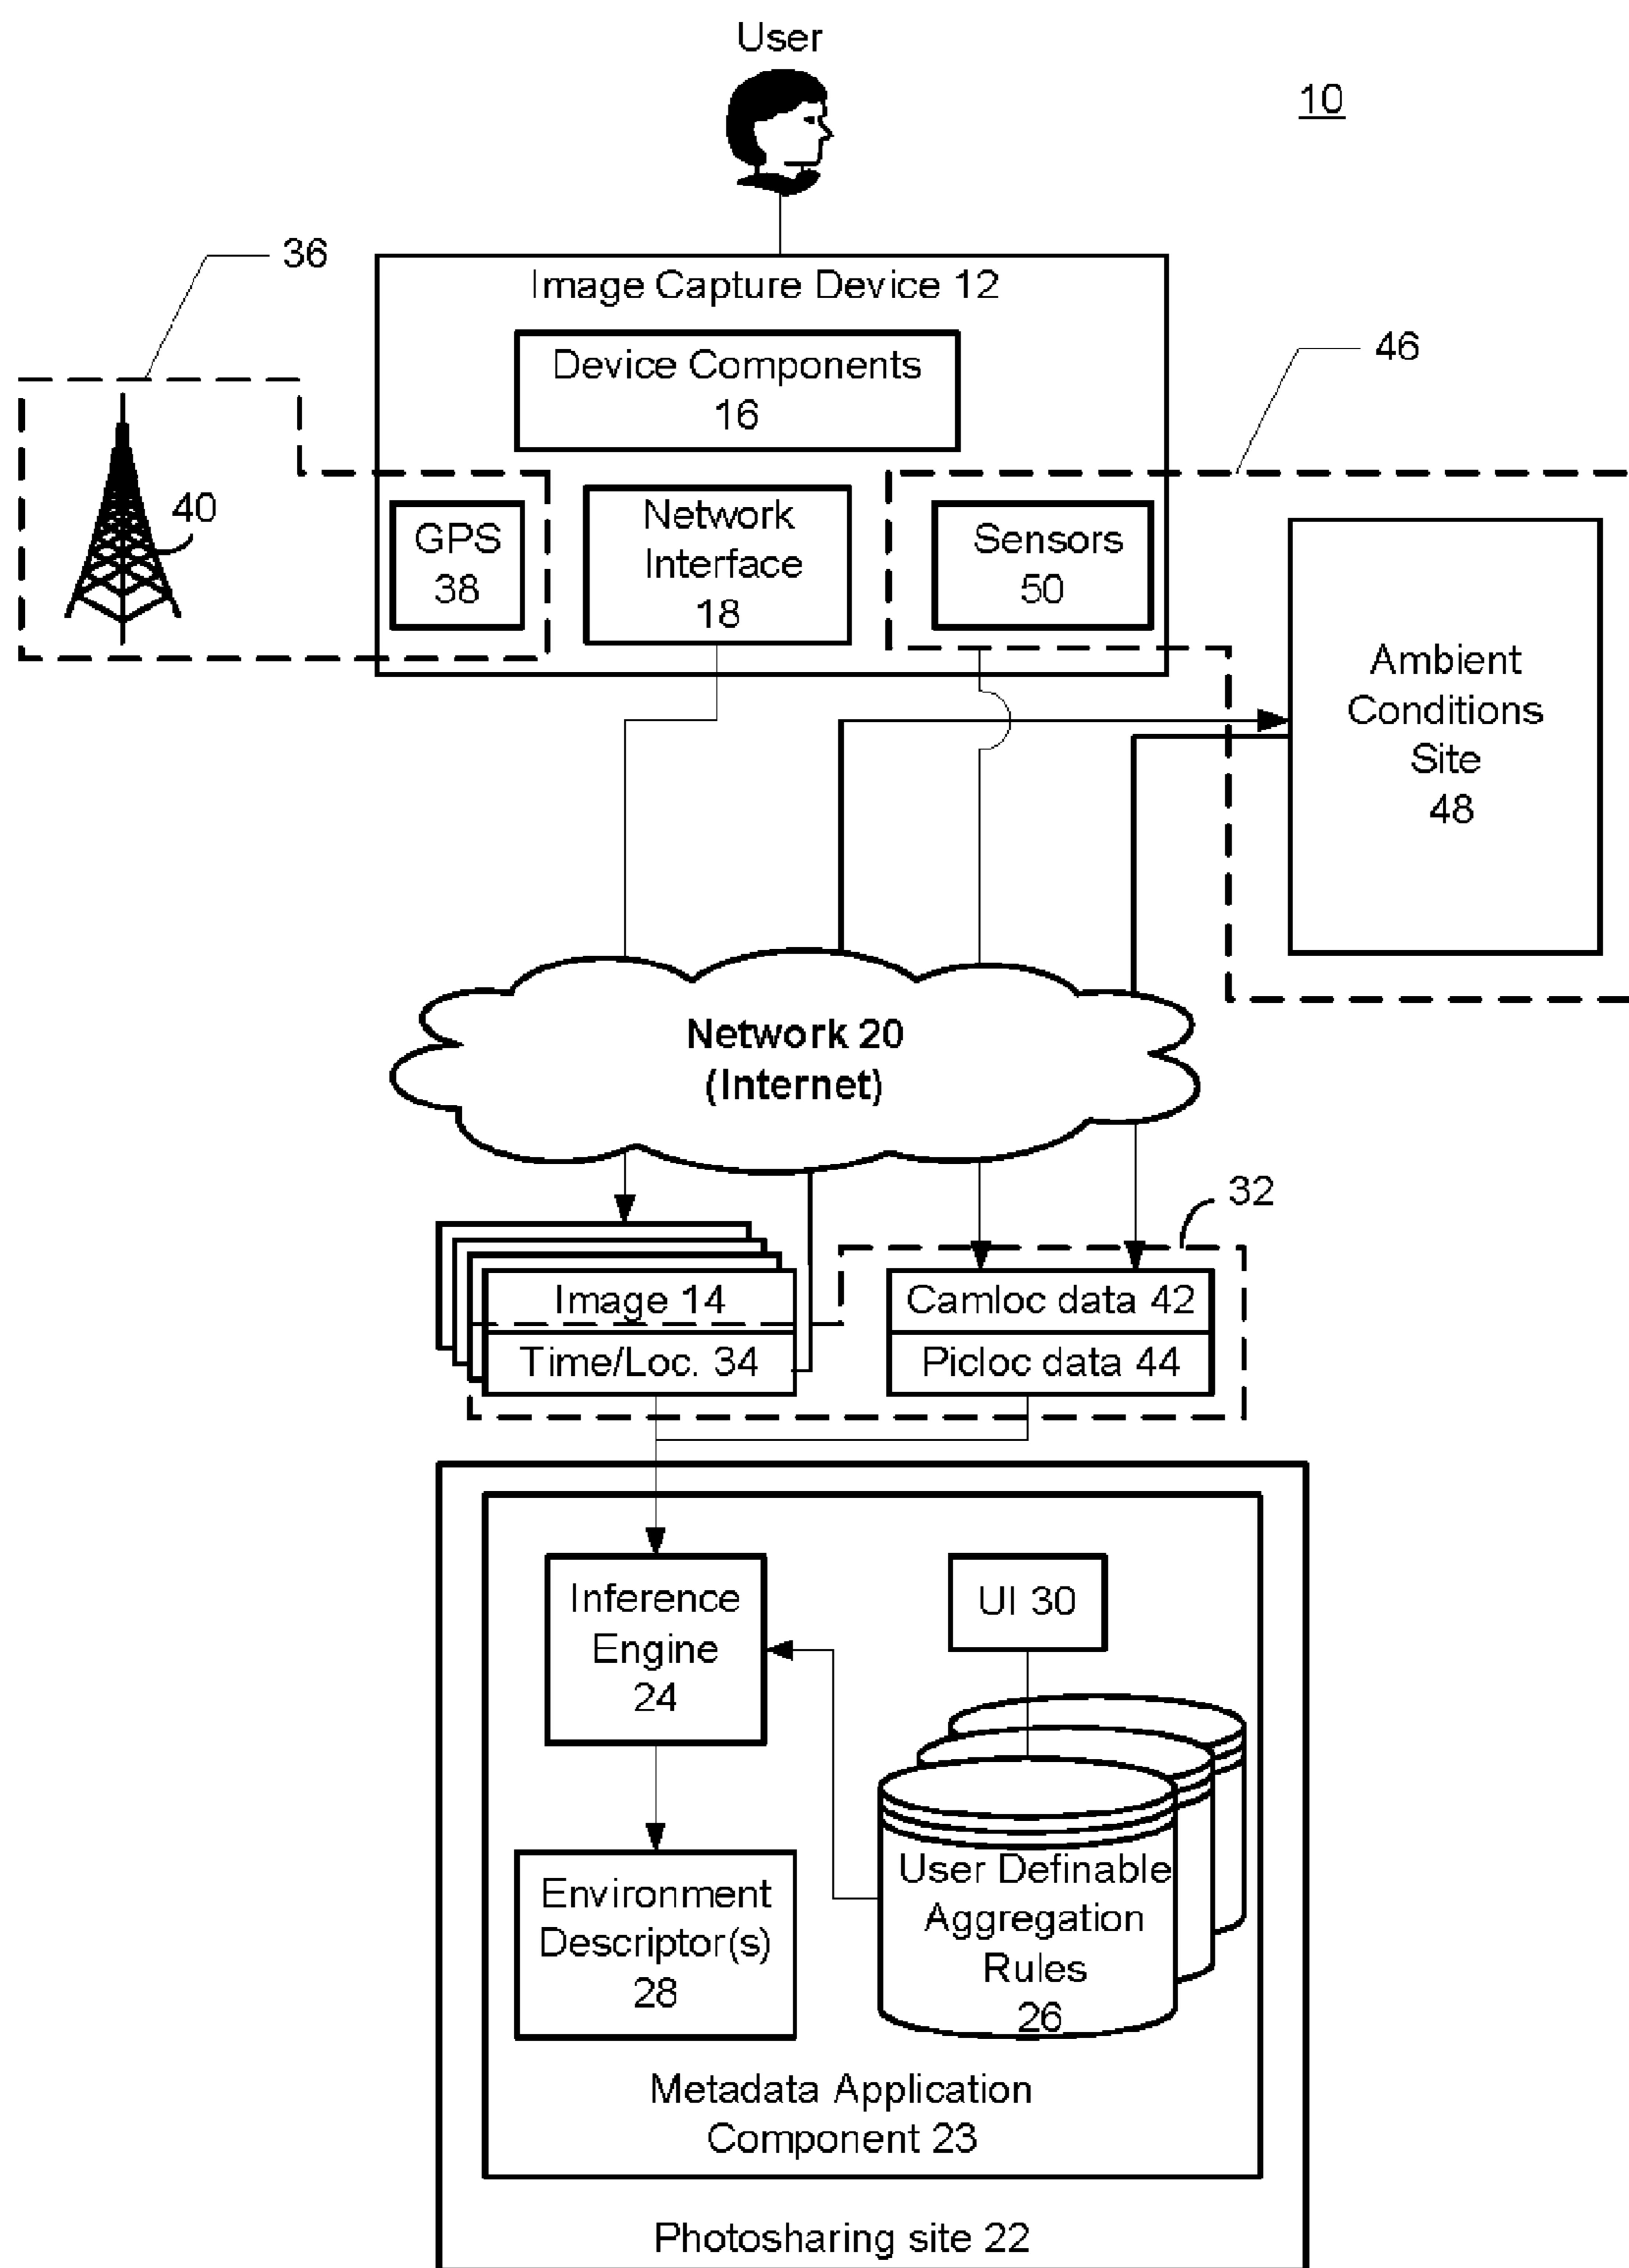 User
10
36
Image Capture Device 12
46
Device Components
16
40
GPS
38
Network
Interface
18
Sensors
50
Ambient
Conditions
Site
48
Network 20
(Internet)
32
Image 14
Time/Loc. 34
Camloc data 42
Picloc data 44
Inference
Engine
24
UI 30
Environment
Descriptor(s)
28
User Definable
Aggregation
Rules
26
Metadata Application
Component 23
Photosharing site 22